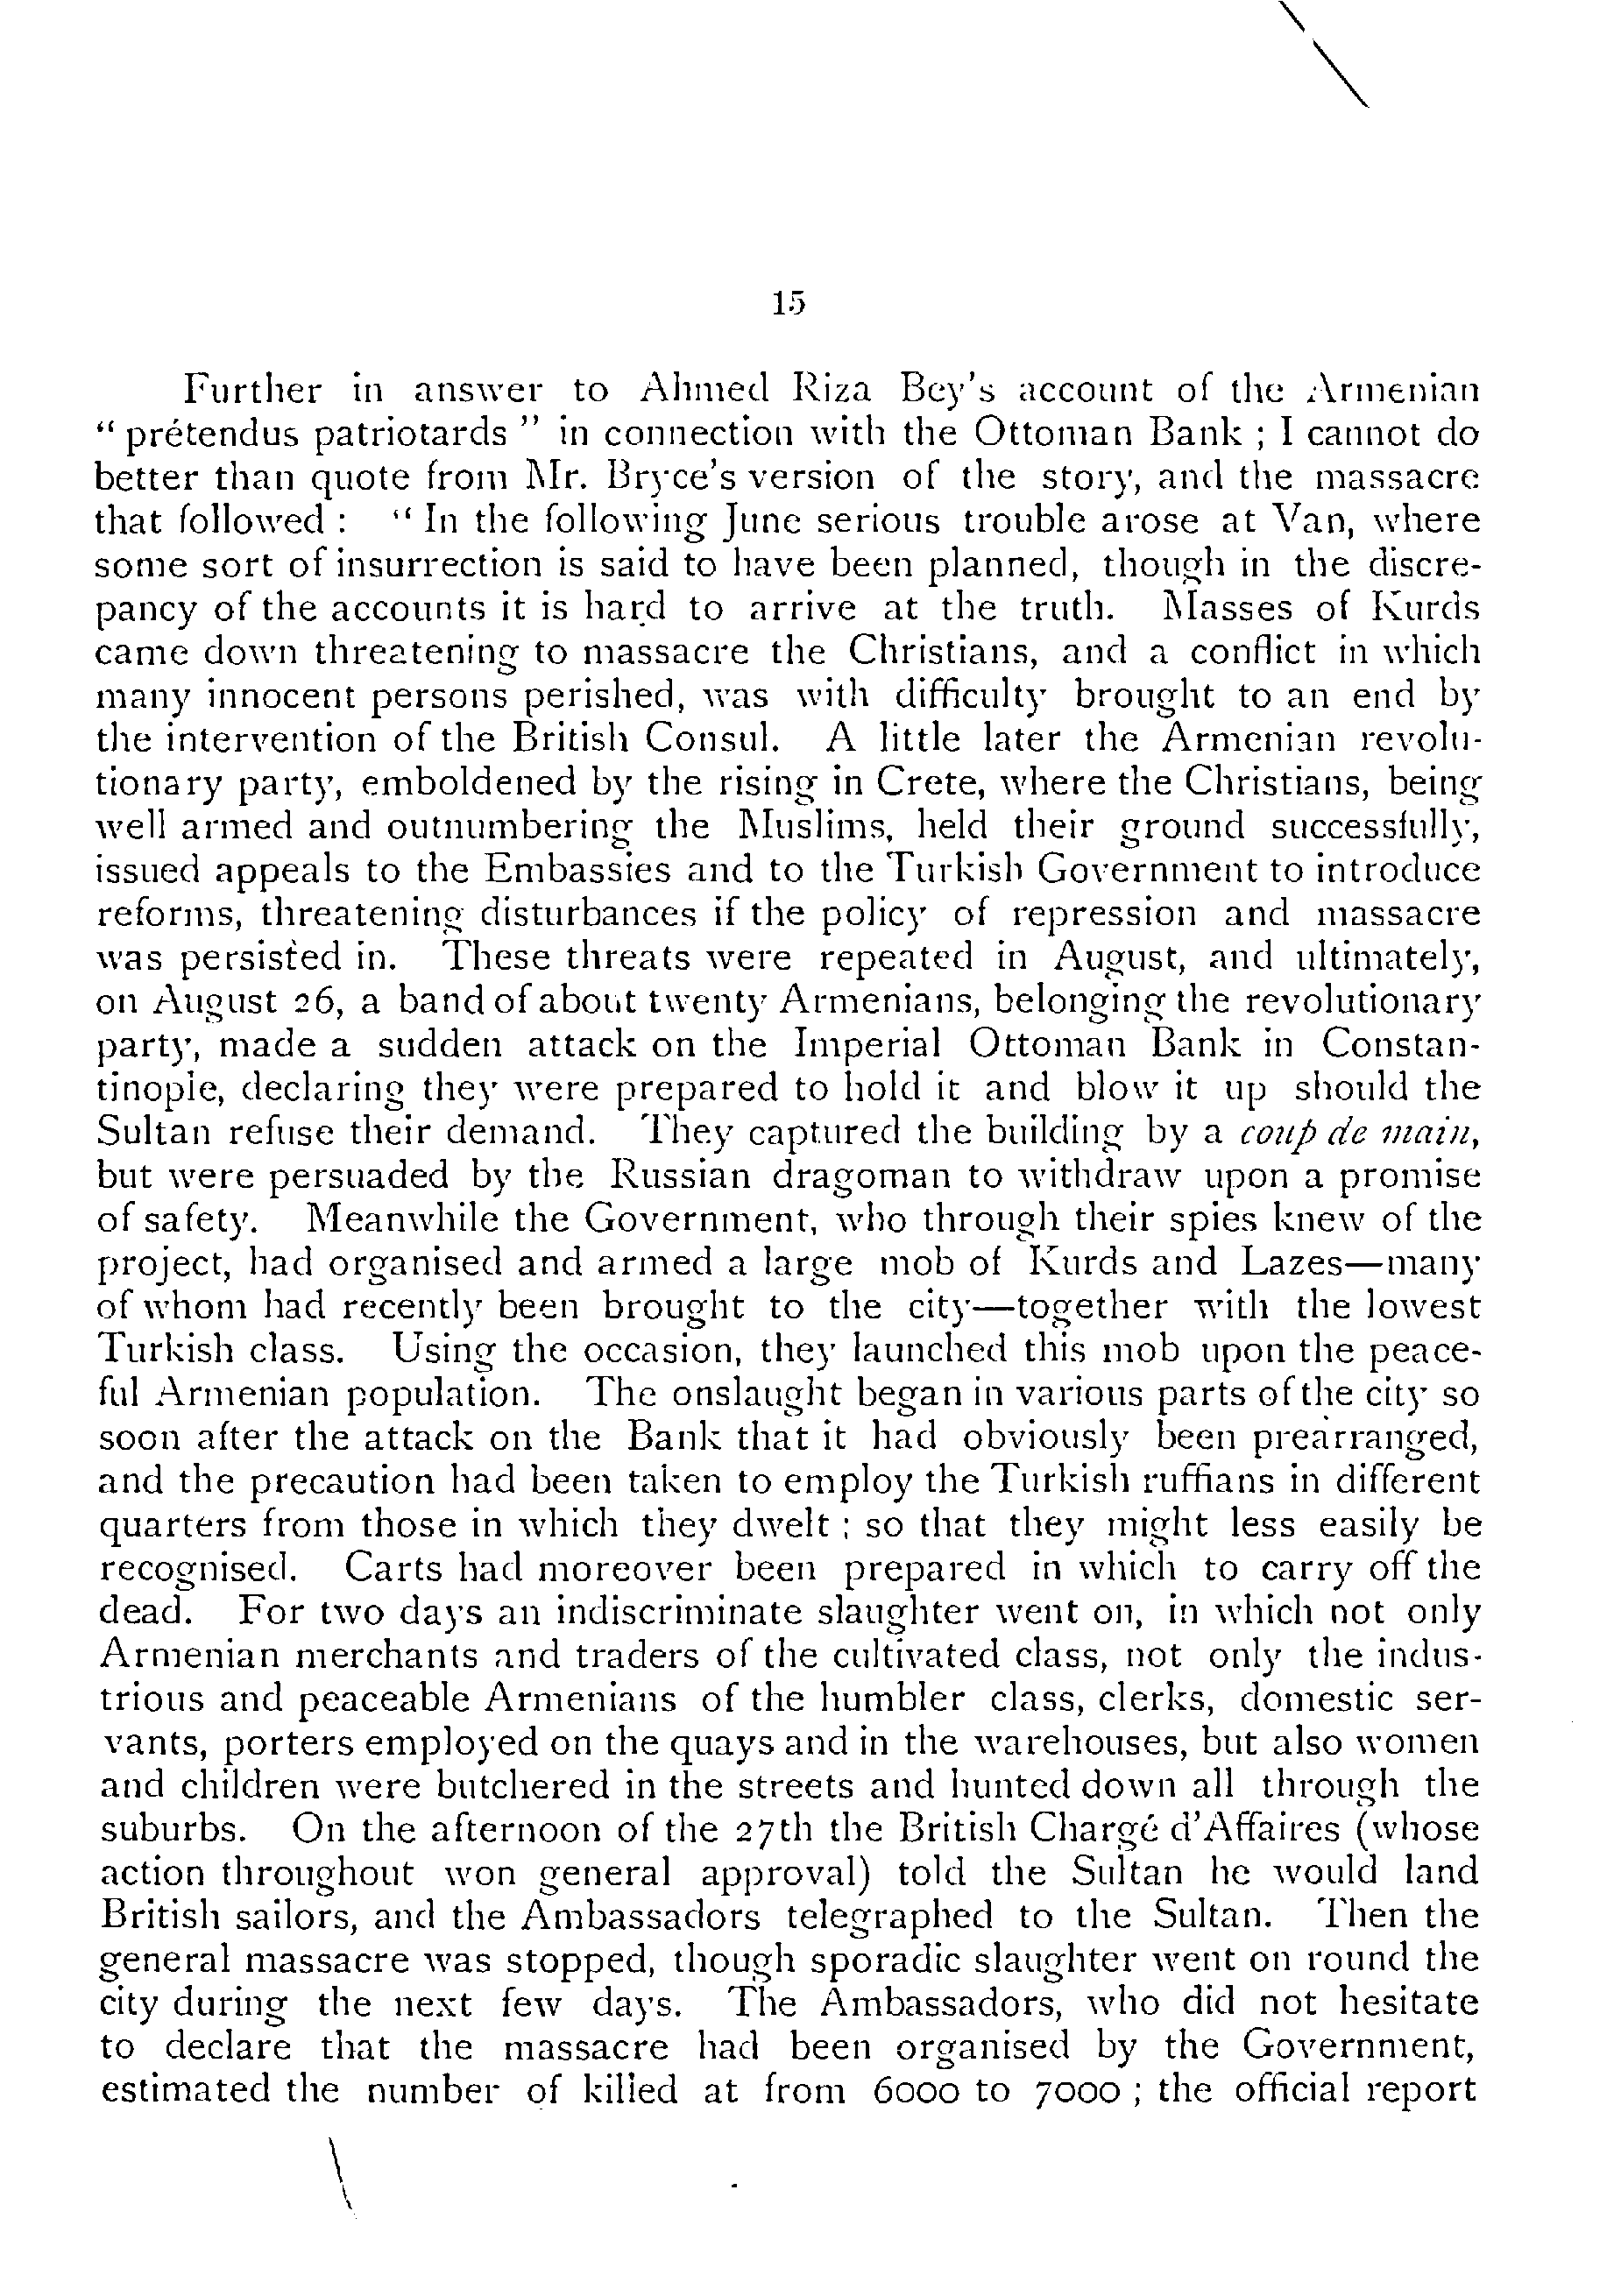 15
Further in answer to Ahmed Riza Bey's account of the Armenian
“ prétendus patriotards ” in connection with the Ottoman Bank ; I cannot do
better than quote from Mr. Bryce's version of the story, and the massacre
that followed : “ In the following June serious trouble arose at Van, where
some sort of insurrection is said to have been planned, though in the discre-
pancy of the accounts it is hard to arrive at the truth. Masses of Kurds
came down threatening to massacre the Christians, and a conflict in which
many innocent persons perished, was with difficulty brought to an end by
the intervention of the British Consul. A little later the Armenian revolu-
tionary party, emboldened by the rising in Crete, where the Christians, being
well armed and outnumbering the Muslims, held their ground successfully,
issued appeals to the Embassies and to the Turkish Government to introduce
reforms, threatening disturbances if the policy of repression and massacre
was persisted in. These threats were repeated in August, and ultimately,
on August 26, a band of about twenty Armenians, belonging the revolutionary
party, made a sudden attack on the Imperial Ottoman Bank in Constan-
tinople, declaring they were prepared to hold it and blow it up should the
Sultan refuse their demand. They captured the building by a coup de main,
but were persuaded by the Russian dragoman to withdraw upon a promise
of safety. Meanwhile the Government, who through their spies knew of the
project, had organised and armed a large mob of Kurds and Lazes—many
of whom had recently been brought to the city—together with the lowest
Turkish class. Using the occasion, they launched this mob upon the peace-
ful Armenian population. The onslaught began in various parts of the city so
soon after the attack on the Bank that it had obviously been prearranged,
and the precaution had been taken to employ the Turkish ruffians in different
quarters from those in which they dwelt ; so that they might less easily be
recognised. Carts had moreover been prepared in which to carry off the
dead. For two days an indiscriminate slaughter went on, in which not only
Armenian merchants and traders of the cultivated class, not only the indus-
trious and peaceable Armenians of the humbler class, clerks, domestic ser-
vants, porters employed on the quays and in the warehouses, but also women
and children were butchered in the streets and hunted down all through the
suburbs. On the afternoon of the 27th the British Chargé d'Affaires (whose
action throughout won general approval) told the Sultan he would land
British sailors, and the Ambassadors telegraphed to the Sultan. Then the
general massacre was stopped, though sporadic slaughter went on round the
city during the next few days. The Ambassadors, who did not hesitate
to declare that the massacre had been organised by the Government,
estimated the number of killed at from 6000 to 7000 ; the official report